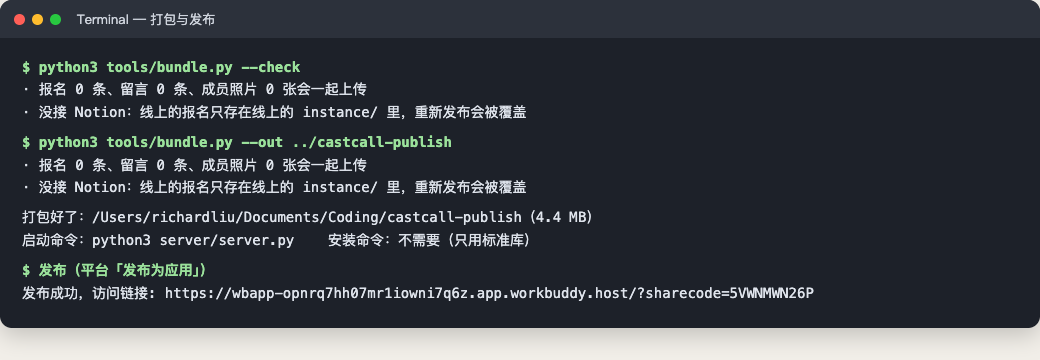 Terminal — 打包与发布
$ python3 tools/bundle.py --check
· 报名 0 条、留言 0 条、成员照片 0 张会一起上传
· 没接 Notion：线上的报名只存在线上的 instance/ 里，重新发布会被覆盖
$ python3 tools/bundle.py --out ../castcall-publish
· 报名 0 条、留言 0 条、成员照片 0 张会一起上传
· 没接 Notion：线上的报名只存在线上的 instance/ 里，重新发布会被覆盖
打包好了：/Users/richardliu/Documents/Coding/castcall-publish（4.4 MB）
启动命令：python3 server/server.py    安装命令：不需要（只用标准库）
$ 发布（平台「发布为应用」）
发布成功，访问链接：https://wbapp-opnrq7hh07mr1iowni7q6z.app.workbuddy.host/?sharecode=5VWNMWN26P